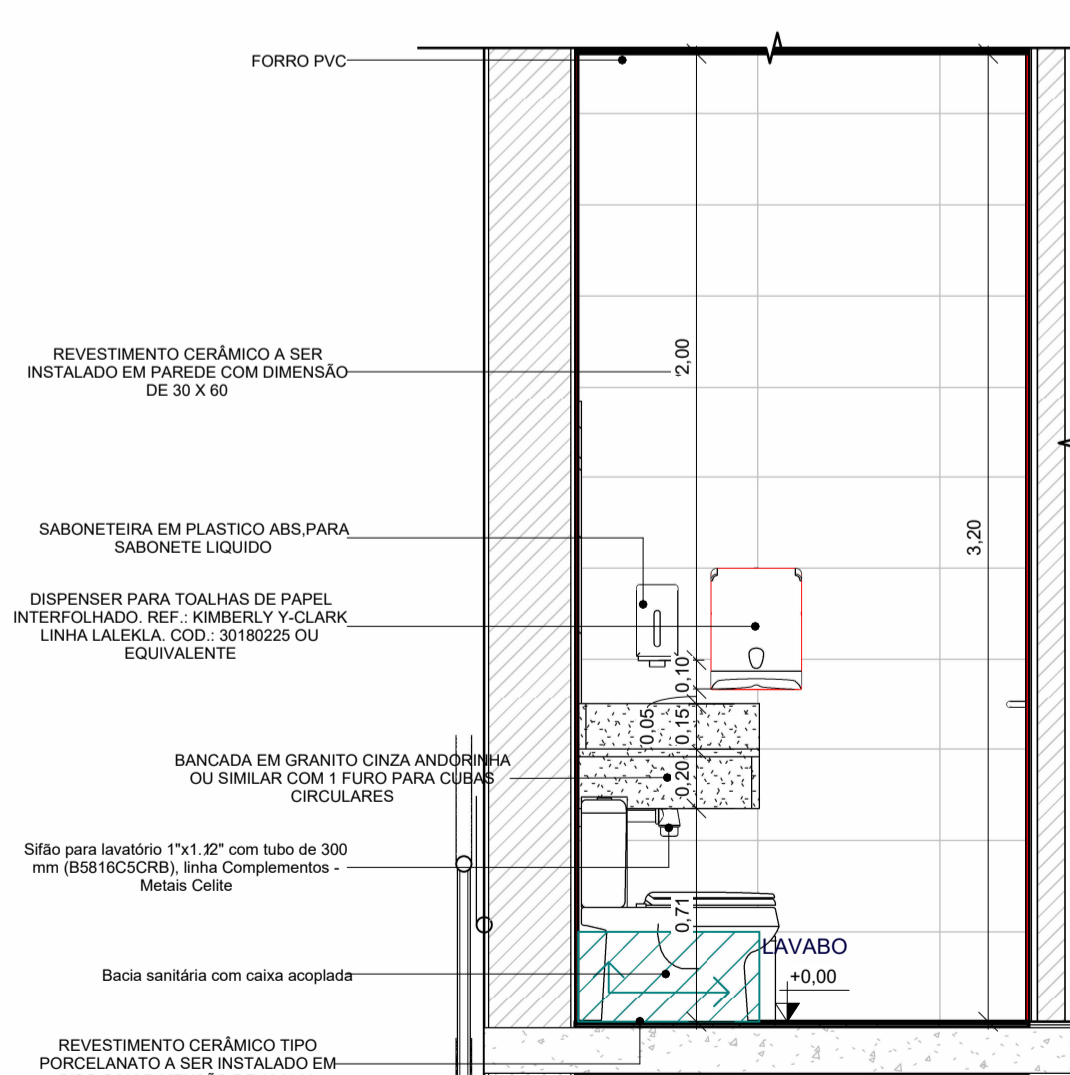 FORRO PVC
REVESTIMENTO CERÂMICO A SER
INSTALADO EM PAREDE COM DIMENSÃO
DE 30 X 60
2,00
SABONETEIRA EM PLASTICO ABS,PARA
SABONETE LIQUIDO
3,20
DISPENSER PARA TOALHAS DE PAPEL
INTERFOLHADO. REF.: KIMBERLY Y-CLARK
LINHA LALEKLA. COD.: 30180225 OU
EQUIVALENTE
0,10
0,05
0,15
BANCADA EM GRANITO CINZA ANDORINHA
OU SIMILAR COM 1 FURO PARA CUBAS
CIRCULARES
0,20
Sifão para lavatório 1"x1.1/2" com tubo de 300
mm (B5816C5CRB), linha Complementos -
Metais Celite
0,71
LAVABO
+0,00
Bacia sanitária com caixa acoplada
REVESTIMENTO CERÂMICO TIPO
PORCELANATO A SER INSTALADO EM